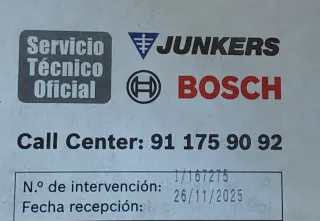 Servicio
Técnico
Oficial
JUNKERS
BOSCH
Call Center: 91 175 90 92
N.º de intervención: I/167275
Fecha recepción: 26/11/2025